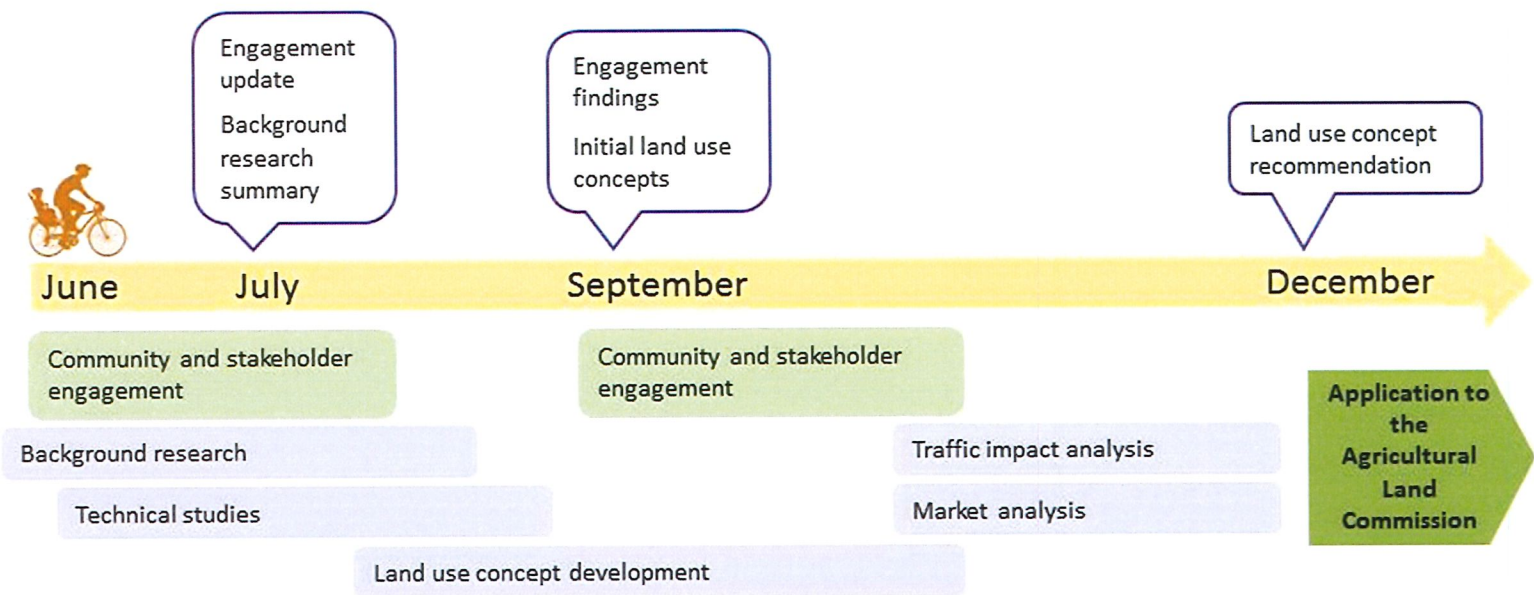 Engagement
update
Background
research
summary
Engagement
findings
Initial land use
concepts
Land use concept
recommendation
June
July
September
December
Community and stakeholder
engagement
Community and stakeholder
engagement
Background research
Technical studies
Land use concept development
Traffic impact analysis
Market analysis
Application to
the
Agricultural
Land
Commission